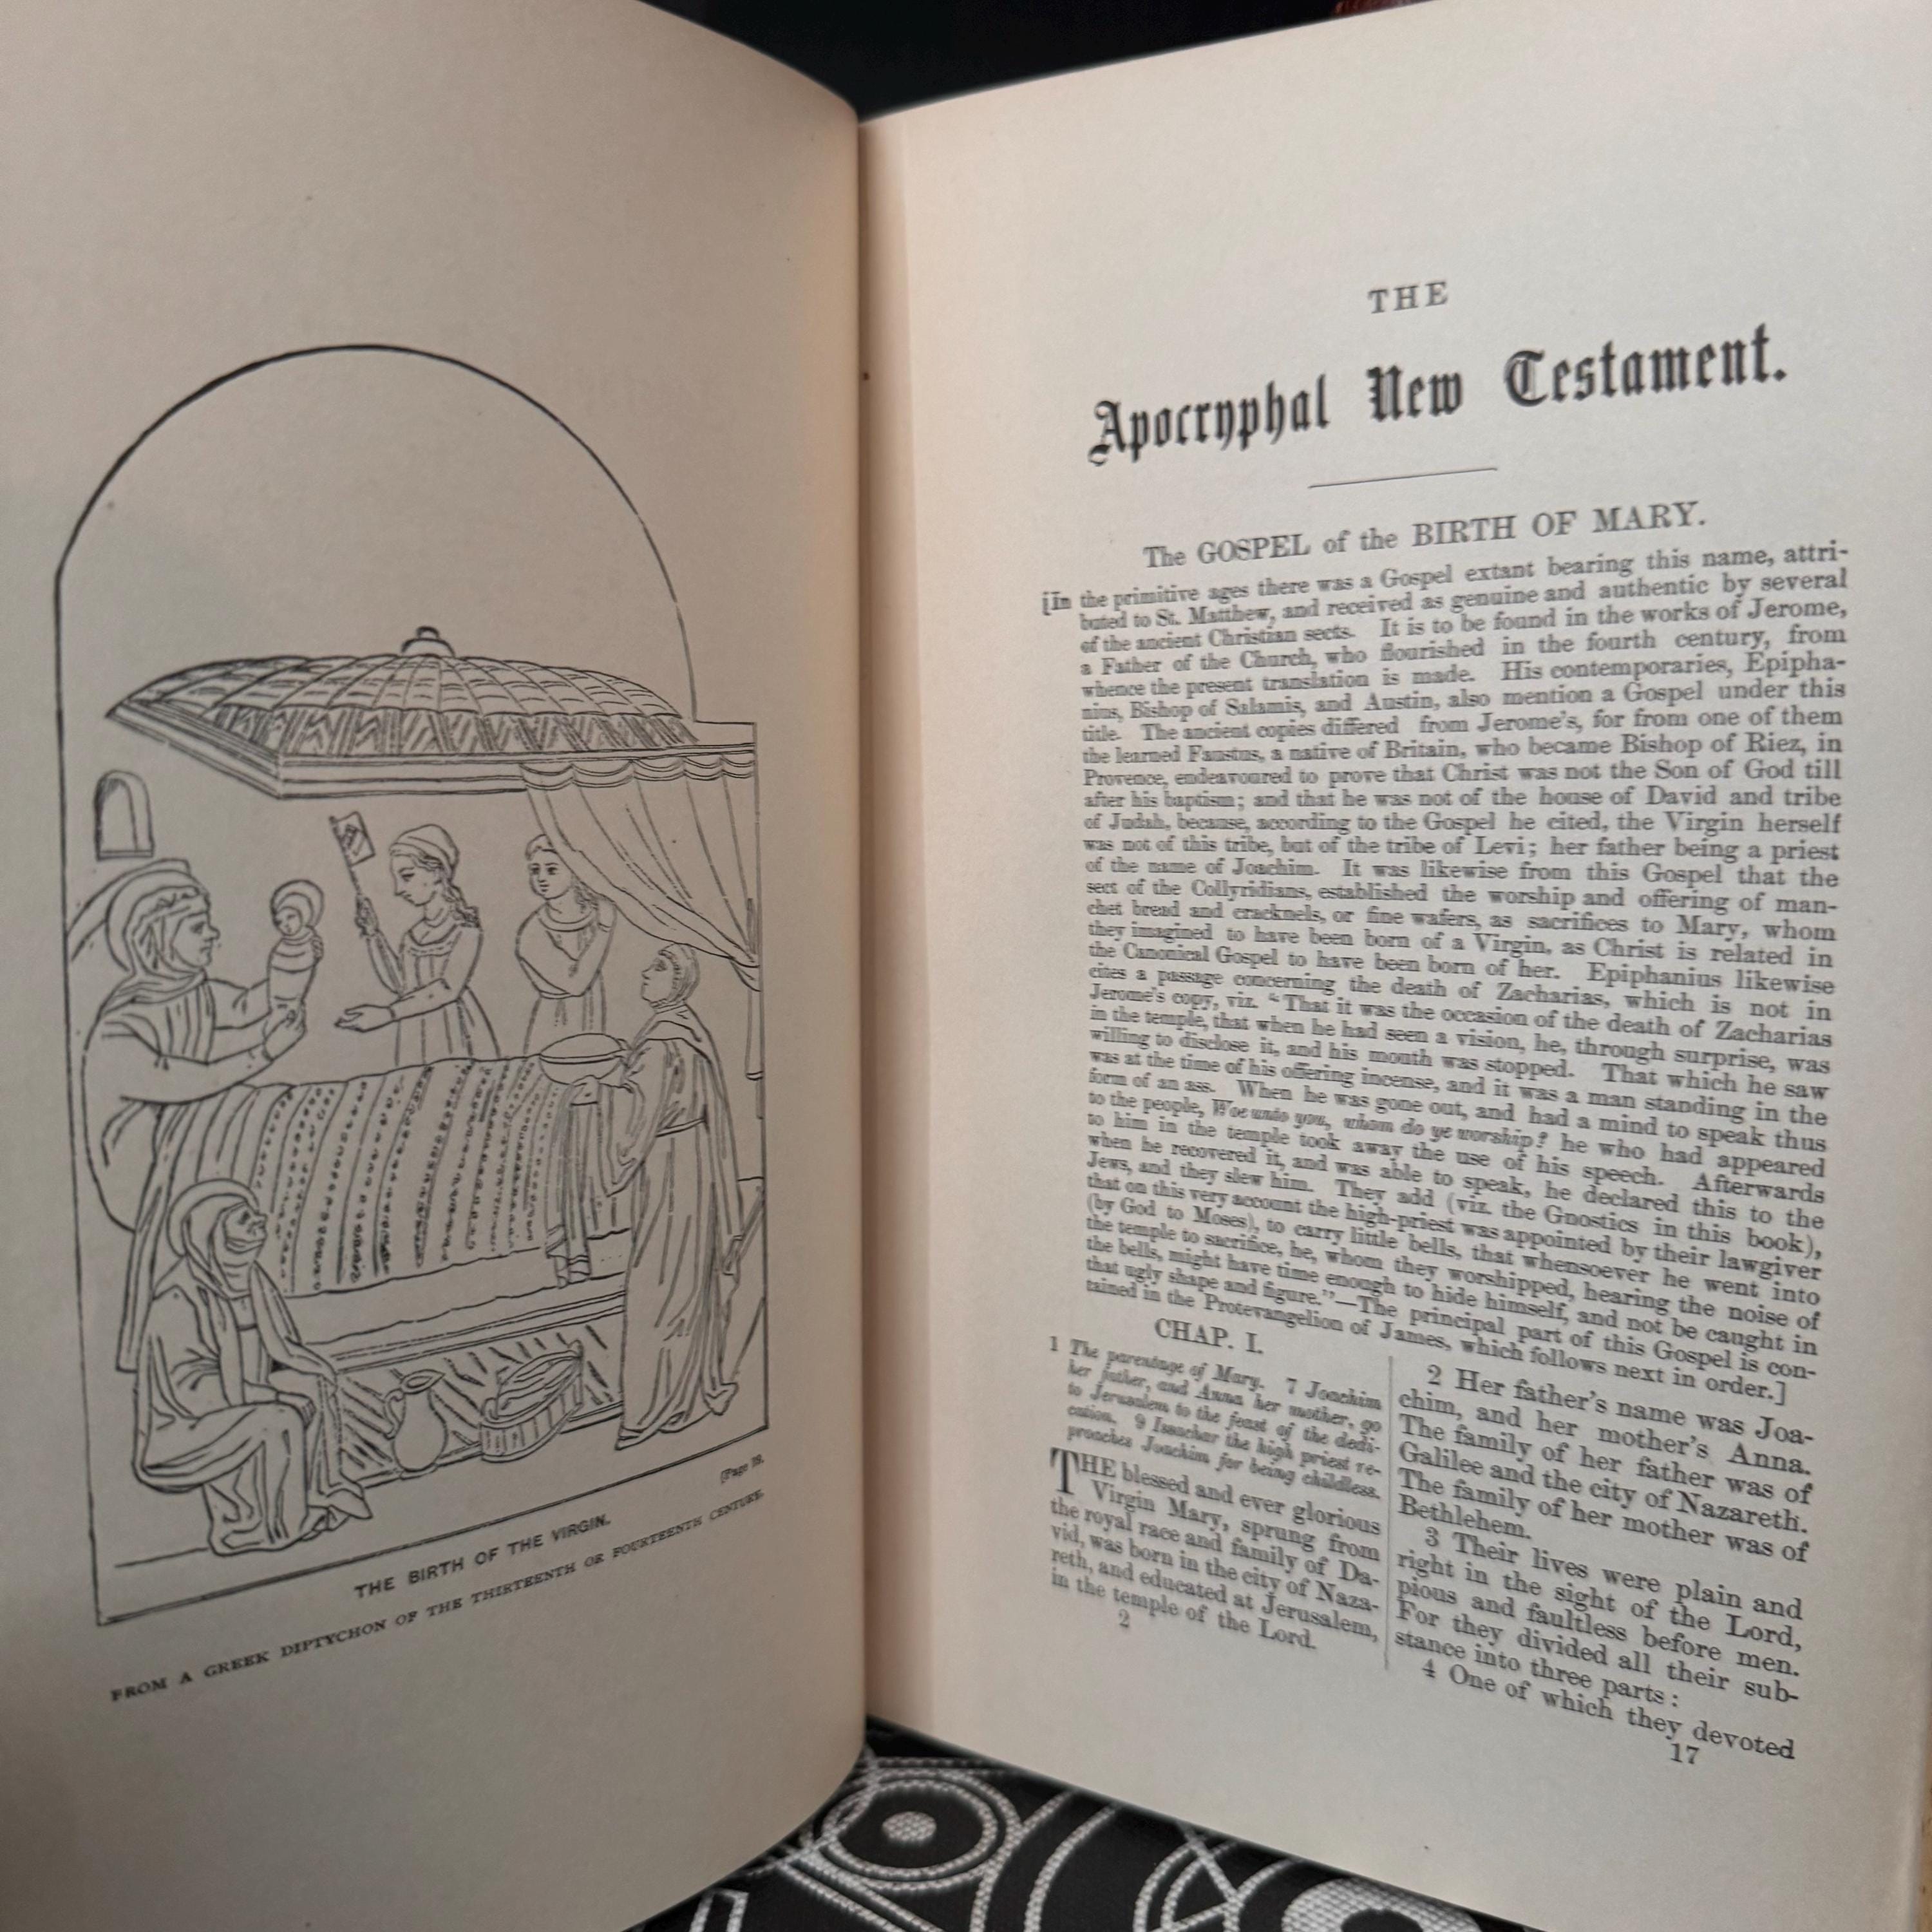 [Page 19.
THE BIRTH OF THE VIRGIN.
FROM A GREEK DIPTYCHON OF THE THIRTEENTH OR FOURTEENTH CENTURY.
THE
Apocryphal New Testament.
The GOSPEL of the BIRTH OF MARY.
[In the primitive ages there was a Gospel extant bearing this name, attri-
buted to St. Matthew, and received as genuine and authentic by several
of the ancient Christian sects. It is to be found in the works of Jerome,
a Father of the Church, who flourished in the fourth century, from
whence the present translation is made. His contemporaries, Epipha-
nius, Bishop of Salamis, and Austin, also mention a Gospel under this
title. The ancient copies differed from Jerome's, for from one of them
the learned Faustus, a native of Britain, who became Bishop of Riez, in
Provence, endeavoured to prove that Christ was not the Son of God till
after his baptism; and that he was not of the house of David and tribe
of Judah, because, according to the Gospel he cited, the Virgin herself
was not of this tribe, but of the tribe of Levi; her father being a priest
of the name of Joachim. It was likewise from this Gospel that the
sect of the Collyridians, established the worship and offering of man-
chet bread and cracknels, or fine wafers, as sacrifices to Mary, whom
they imagined to have been born of a Virgin, as Christ is related in
the Canonical Gospel to have been born of her. Epiphanius likewise
cites a passage concerning the death of Zacharias, which is not in
Jerome's copy, viz. "That it was the occasion of the death of Zacharias
in the temple, that when he had seen a vision, he, through surprise, was
willing to disclose it, and his mouth was stopped. That which he saw
was at the time of his offering incense, and it was a man standing in the
form of an ass. When he was gone out, and had a mind to speak thus
to the people, Woe unto you, whom do ye worship? he who had appeared
to him in the temple took away the use of his speech. Afterwards
when he recovered it, and was able to speak, he declared this to the
Jews, and they slew him. They add (viz. the Gnostics in this book),
that on this very account the high-priest was appointed by their lawgiver
(by God to Moses), to carry little bells, that whensoever he went into
the temple to sacrifice, he, whom they worshipped, hearing the noise of
the bells, might have time enough to hide himself, and not be caught in
that ugly shape and figure."—The principal part of this Gospel is con-
tained in the Protevangelion of James, which follows next in order.]
CHAP. I.
1 The parentage of Mary. 7 Joachim
her father, and Anna her mother, go
to Jerusalem to the feast of the dedi-
cation. 9 Issachar the high priest re-
proaches Joachim for being childless.
THE blessed and ever glorious
Virgin Mary, sprung from
the royal race and family of Da-
vid, was born in the city of Naza-
reth, and educated at Jerusalem,
in the temple of the Lord.
2
2 Her father's name was Joa-
chim, and her mother's Anna.
The family of her father was of
Galilee and the city of Nazareth.
The family of her mother was of
Bethlehem.
3 Their lives were plain and
right in the sight of the Lord,
pious and faultless before men.
For they divided all their sub-
stance into three parts:
4 One of which they devoted
17